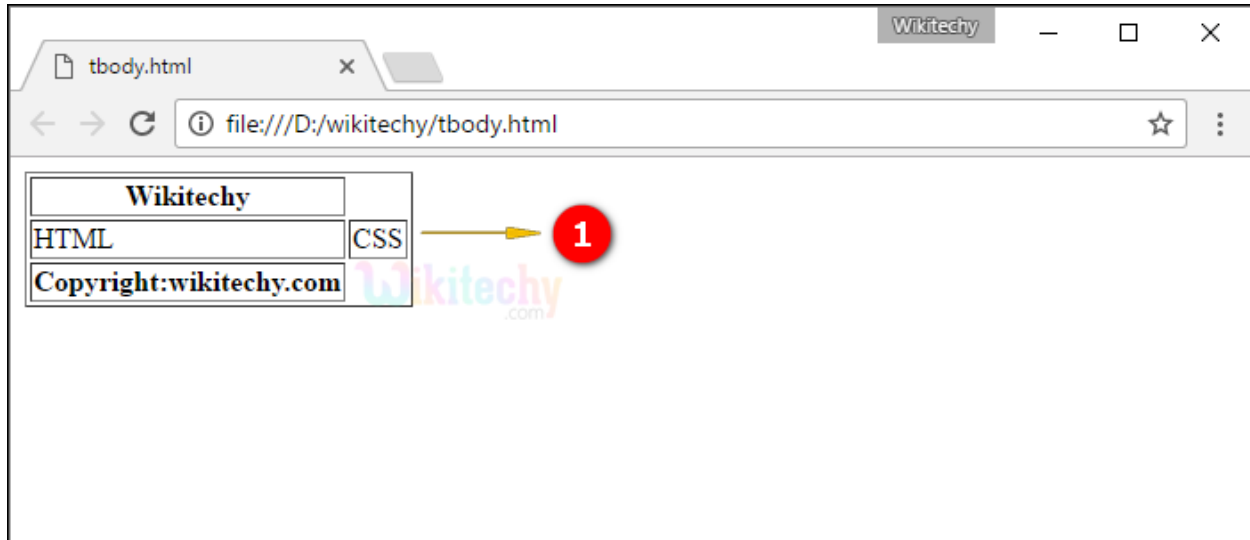 Wikitechy
tbody.html
file:///D:/wikitechy/tbody.html
Wikitechy
HTML CSS
1
Copyright:wikitechy.com
Wikitechy
.com